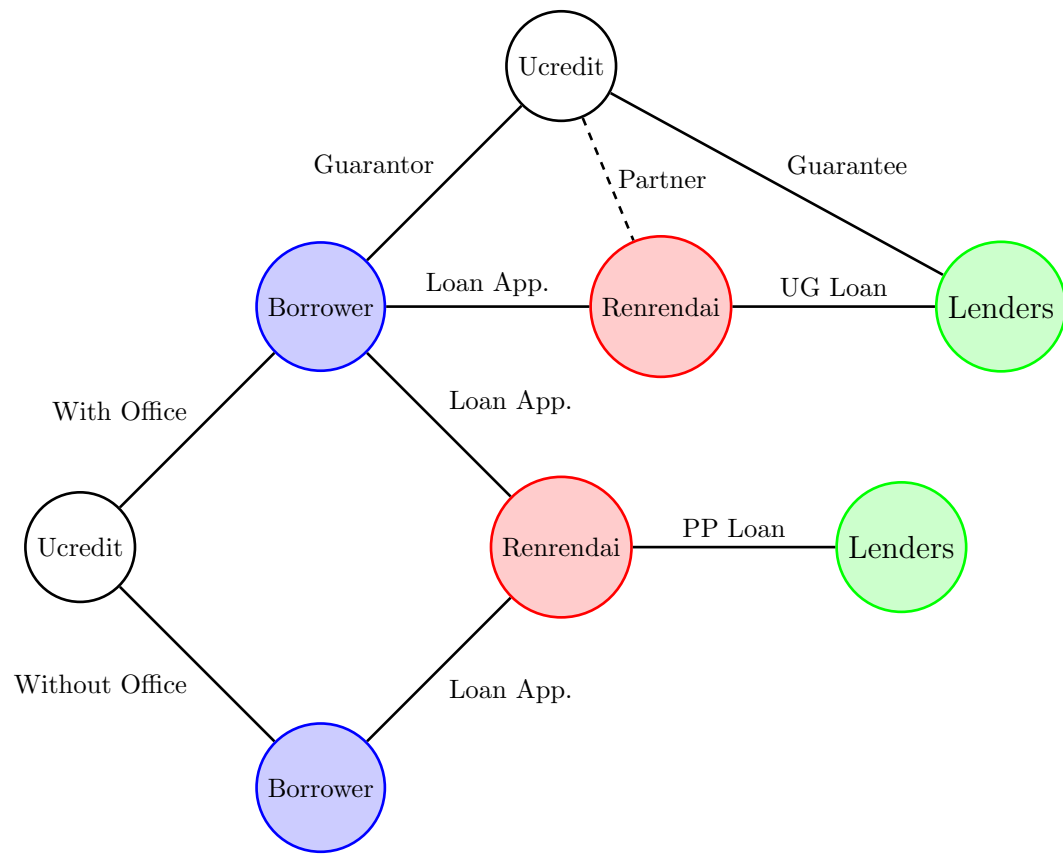 Ucredit
Guarantor
Guarantee
Partner
Loan App.
UG Loan
Borrower
Renrendai
Lenders
With Office
Loan App.
PP Loan
Ucredit
Renrendai
Lenders
Without Office
Loan App.
Borrower